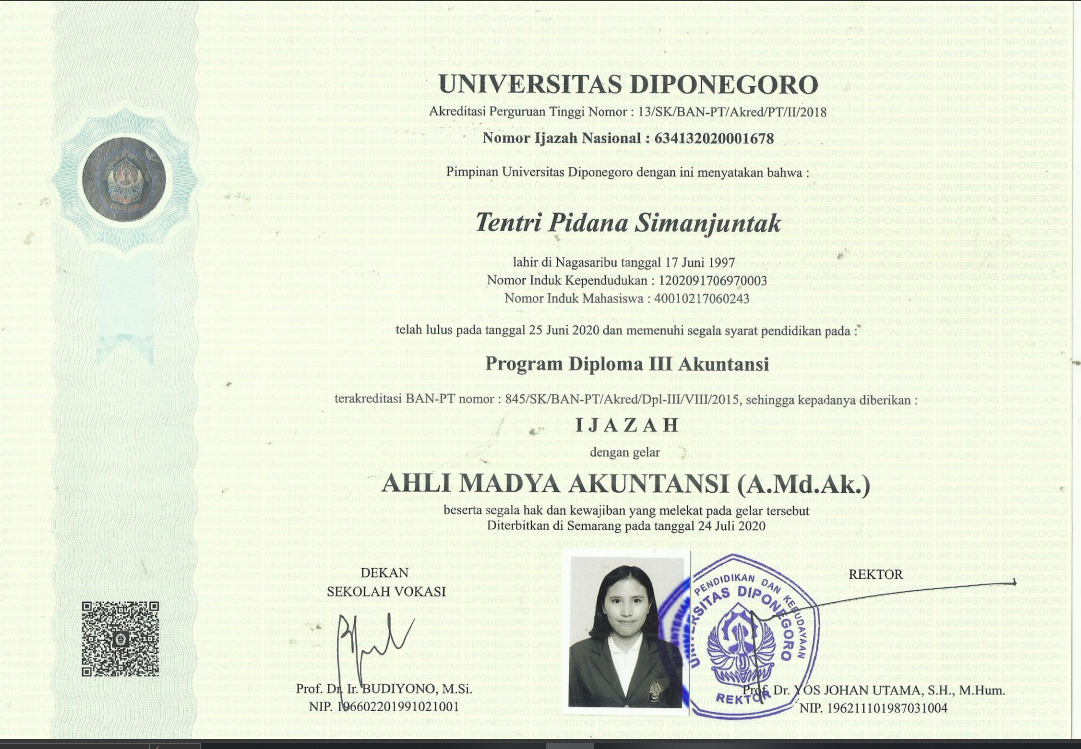 UNIVERSITAS DIPONEGORO
Akreditasi Perguruan Tinggi Nomor : 13/SK/BAN-PT/Akred/PT/II/2018
Nomor Ijazah Nasional : 634132020001678
Pimpinan Universitas Diponegoro dengan ini menyatakan bahwa :
Tentri Pidana Simanjuntak
lahir di Nagasaribu tanggal 17 Juni 1997
Nomor Induk Kependudukan : 1202091706970003
Nomor Induk Mahasiswa : 40010217060243
telah lulus pada tanggal 25 Juni 2020 dan memenuhi segala syarat pendidikan pada :
Program Diploma III Akuntansi
terakreditasi BAN-PT nomor : 845/SK/BAN-PT/Akred/Dpl-III/VIII/2015, sehingga kepadanya diberikan :
I J A Z A H
dengan gelar
AHLI MADYA AKUNTANSI (A.Md.Ak.)
beserta segala hak dan kewajiban yang melekat pada gelar tersebut
Diterbitkan di Semarang pada tanggal 24 Juli 2020
DEKAN
SEKOLAH VOKASI
Prof. Dr. Ir. BUDIYONO, M.Si.
NIP. 196602201991021001
PENDIDIKAN DAN KEBUDAYAAN
UNIVERSITAS DIPONEGORO
REKTOR
REKTOR
Prof. Dr. YOS JOHAN UTAMA, S.H., M.Hum.
NIP. 196211101987031004